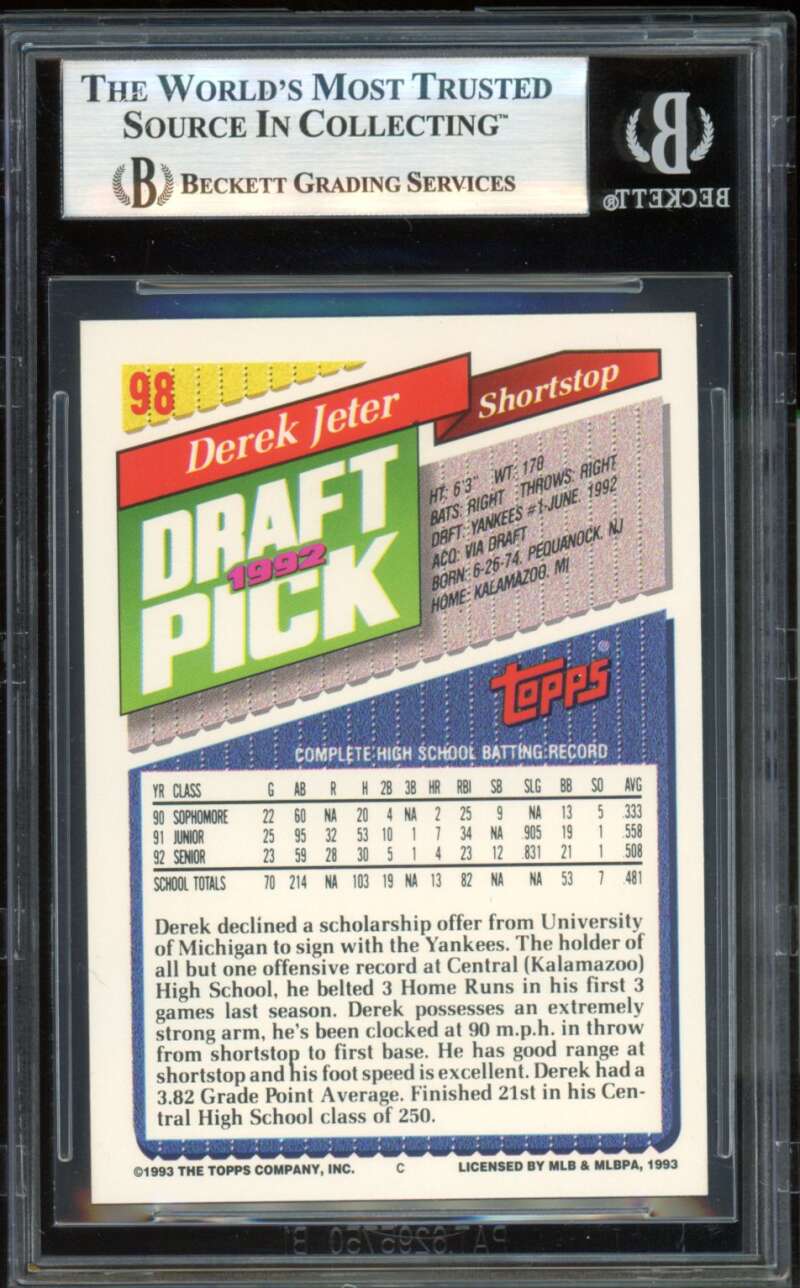 THE WORLD'S MOST TRUSTED
SOURCE IN COLLECTING™
B BECKETT GRADING SERVICES
B
BECKETT®
98
Derek Jeter
Shortstop
DRAFT
1992
PICK
HT: 6'3" WT: 178
BATS: RIGHT THROWS: RIGHT
DRFT: YANKEES #1-JUNE, 1992
ACQ: VIA DRAFT
BORN: 6-26-74, PEQUANOCK, NJ
HOME: KALAMAZOO, MI
topps®
COMPLETE HIGH SCHOOL BATTING RECORD
YR CLASS G AB R H 2B 3B HR RBI SB SLG BB SO AVG
90 SOPHOMORE 22 60 NA 20 4 NA 2 25 9 NA 13 5 .333
91 JUNIOR 25 95 32 53 10 1 7 34 NA .905 19 1 .558
92 SENIOR 23 59 28 30 5 1 4 23 12 .831 21 1 .508
SCHOOL TOTALS 70 214 NA 103 19 NA 13 82 NA NA 53 7 .481
Derek declined a scholarship offer from University
of Michigan to sign with the Yankees. The holder of
all but one offensive record at Central (Kalamazoo)
High School, he belted 3 Home Runs in his first 3
games last season. Derek possesses an extremely
strong arm, he's been clocked at 90 m.p.h. in throw
from shortstop to first base. He has good range at
shortstop and his foot speed is excellent. Derek had a
3.82 Grade Point Average. Finished 21st in his Cen-
tral High School class of 250.
©1993 THE TOPPS COMPANY, INC. C LICENSED BY MLB & MLBPA, 1993
PAT.6295750 B1